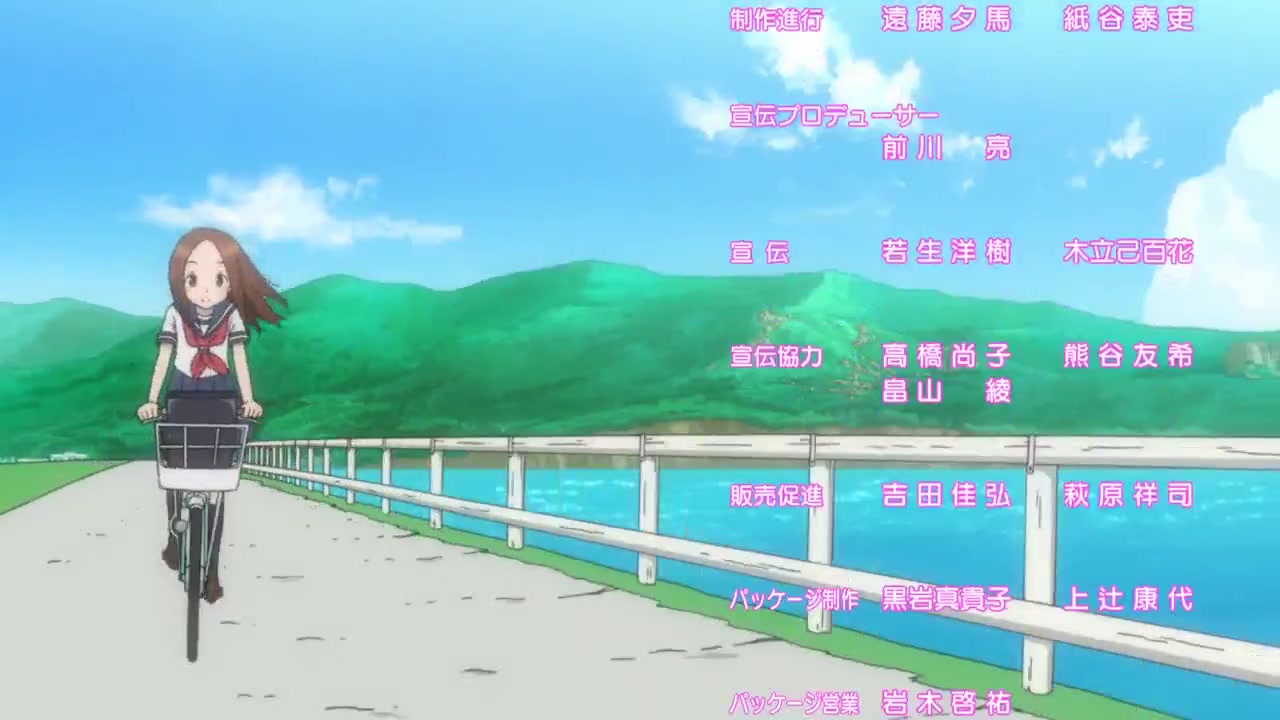 制作進行 遠藤夕馬 紙谷泰吏
宣伝プロデューサー
前川 亮
宣伝 若生洋樹 木立己百花
宣伝協力 高橋尚子 熊谷友希
畠山 綾
販売促進 吉田佳弘 萩原祥司
パッケージ制作 黒岩真貴子 上辻康代
パッケージ営業 岩木啓祐